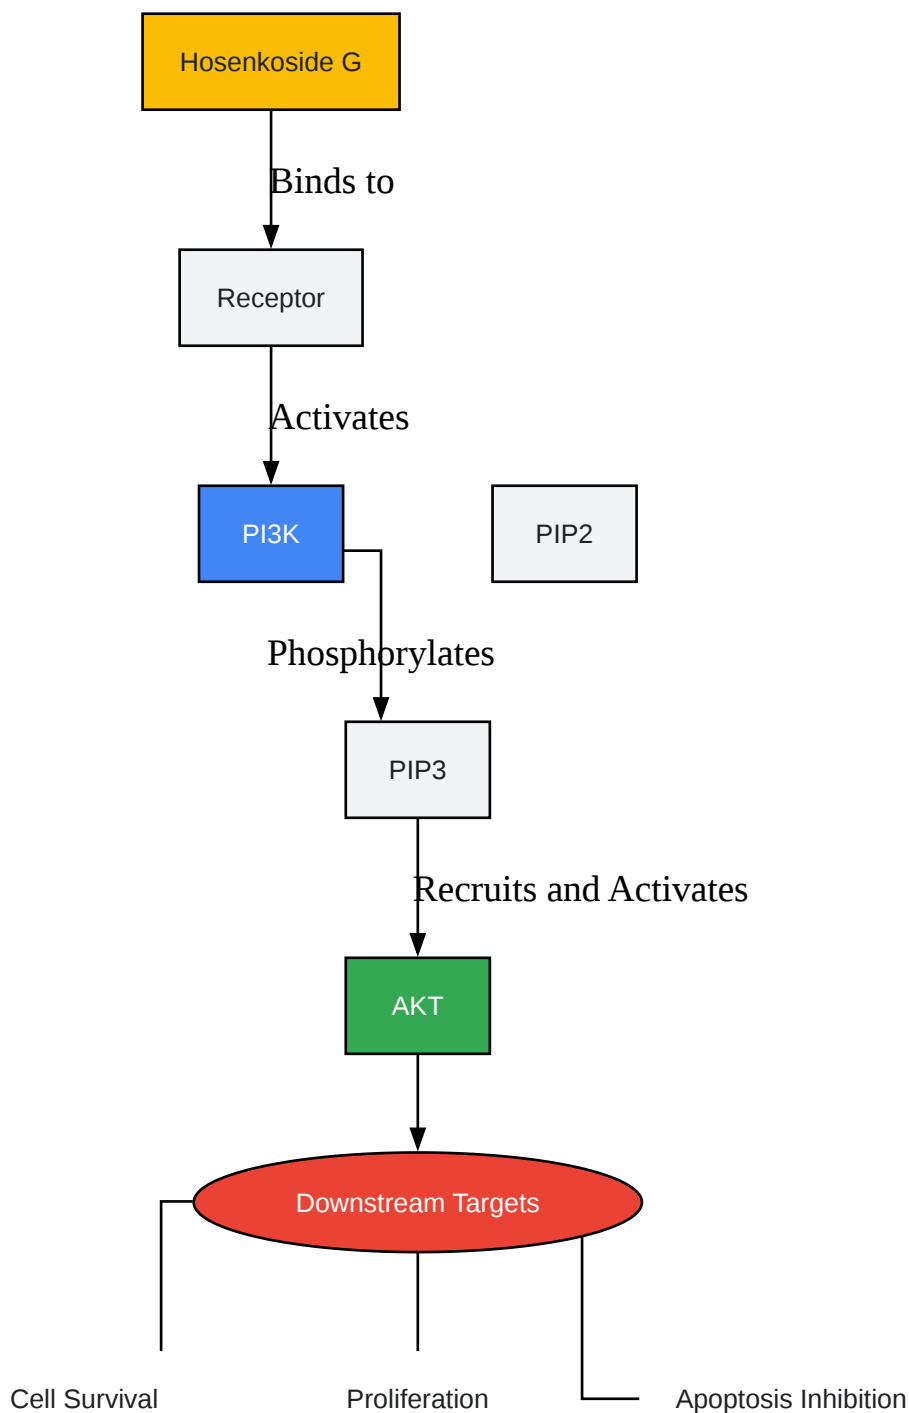 Hosenkoside G
Binds to
Receptor
Activates
PI3K
PIP2
Phosphorylates
PIP3
Recruits and Activates
AKT
Downstream Targets
Cell Survival
Proliferation
Apoptosis Inhibition